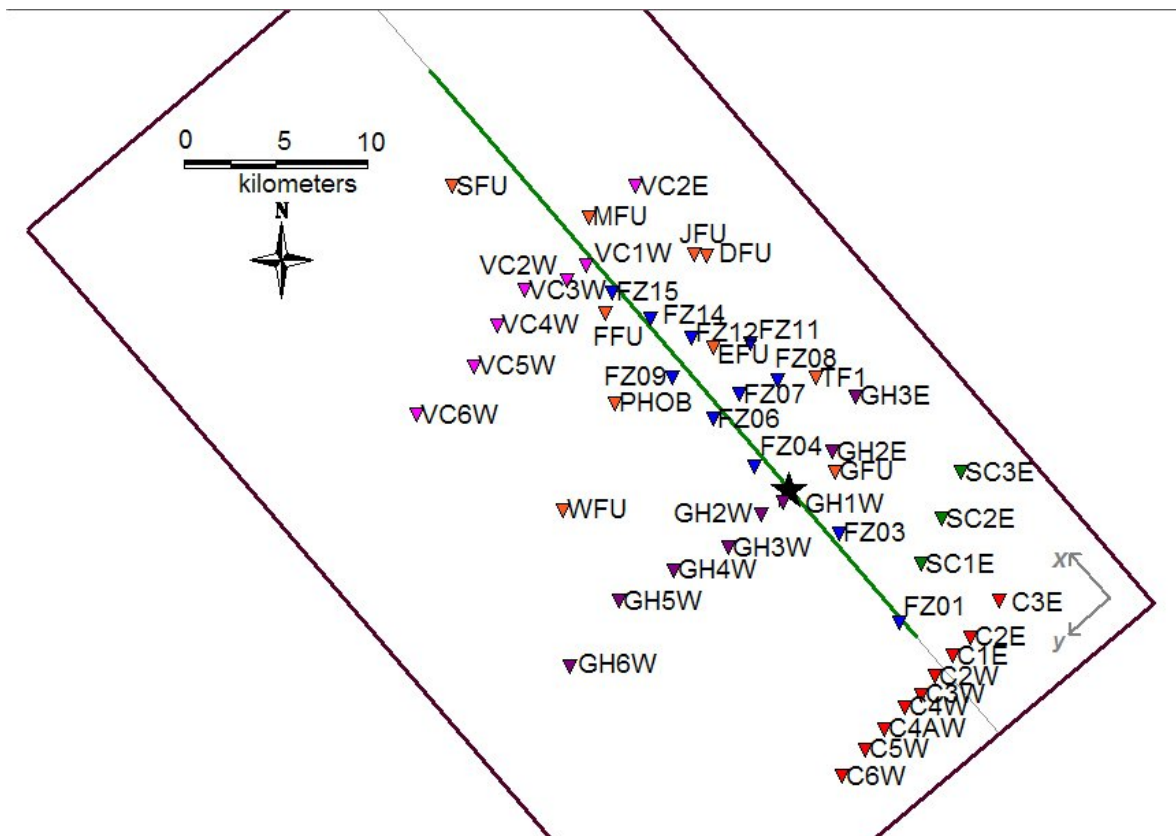 0 5 10
kilometers
N
SFU
VC2E
MFU
JFU
DFU
VC1W
VC2W
VC3W
FZ15
VC4W
FFU
FZ14
FZ12
FZ11
EFU
VC5W
FZ09
FZ08
TF1
FZ07
GH3E
PHOB
VC6W
FZ06
FZ04
GH2E
GFU
SC3E
WFU
GH1W
GH2W
SC2E
FZ03
GH3W
GH4W
SC1E
X
GH5W
FZ01
C3E
y
C2E
C1E
GH6W
C2W
C3W
C4W
C4AW
C5W
C6W